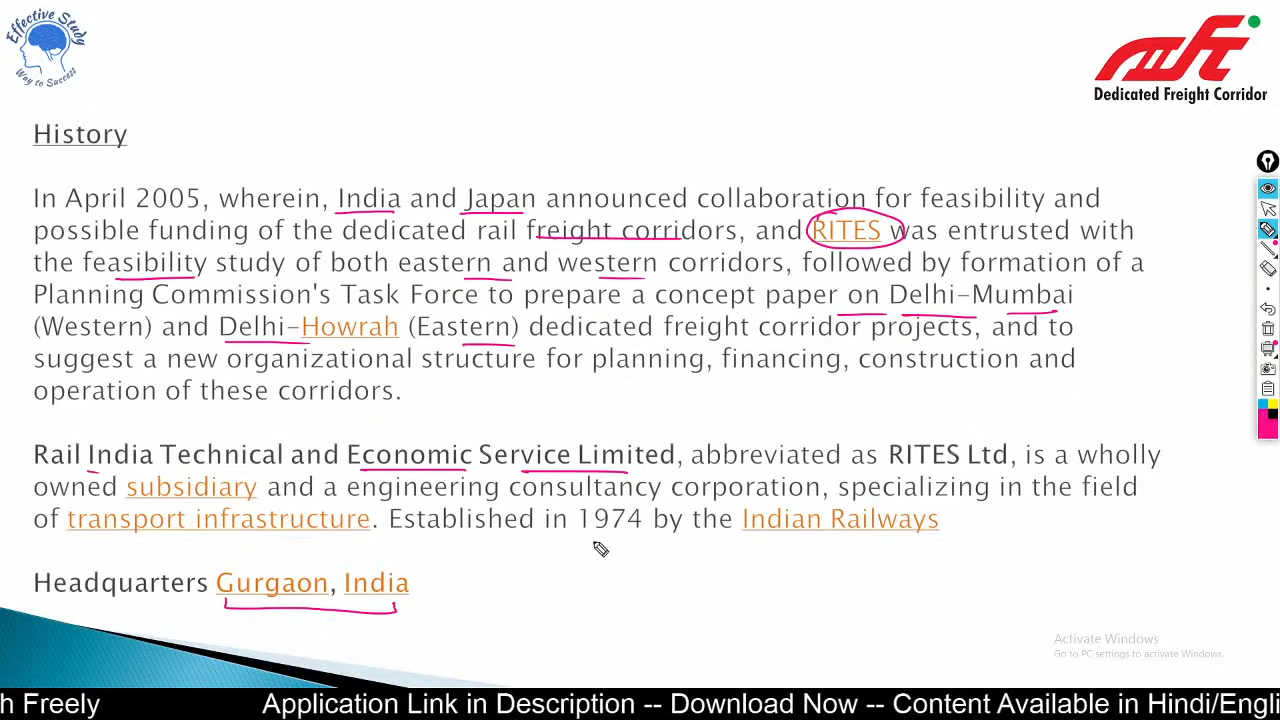 Effective Study
Way to Success
Dedicated Freight Corridor
History
In April 2005, wherein, India and Japan announced collaboration for feasibility and
possible funding of the dedicated rail freight corridors, and RITES was entrusted with
the feasibility study of both eastern and western corridors, followed by formation of a
Planning Commission's Task Force to prepare a concept paper on Delhi-Mumbai
(Western) and Delhi-Howrah (Eastern) dedicated freight corridor projects, and to
suggest a new organizational structure for planning, financing, construction and
operation of these corridors.
Rail India Technical and Economic Service Limited, abbreviated as RITES Ltd, is a wholly
owned subsidiary and a engineering consultancy corporation, specializing in the field
of transport infrastructure. Established in 1974 by the Indian Railways
Headquarters Gurgaon, India
Activate Windows
Go to PC settings to activate Windows.
h Freely Application Link in Description -- Download Now -- Content Available in Hindi/Engli